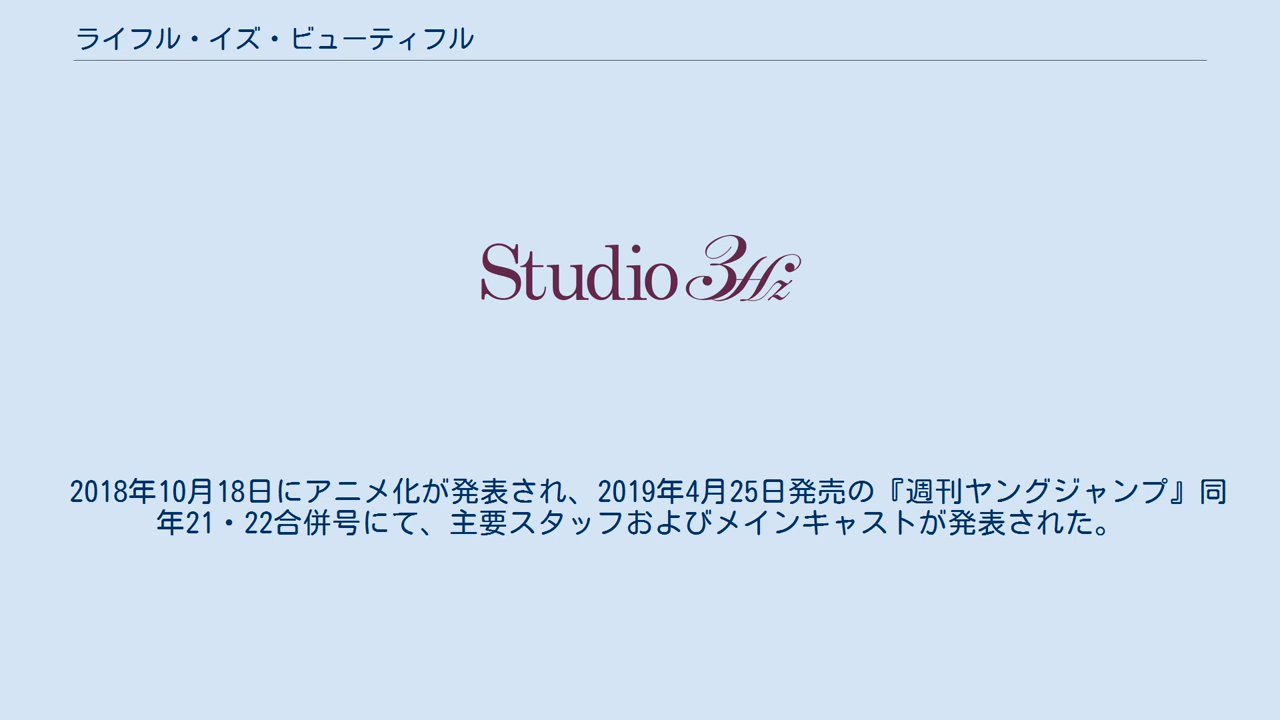 ライフル・イズ・ビューティフル
Studio 3Hz
2018年10月18日にアニメ化が発表され、2019年4月25日発売の『週刊ヤングジャンプ』同
年21・22合併号にて、主要スタッフおよびメインキャストが発表された。